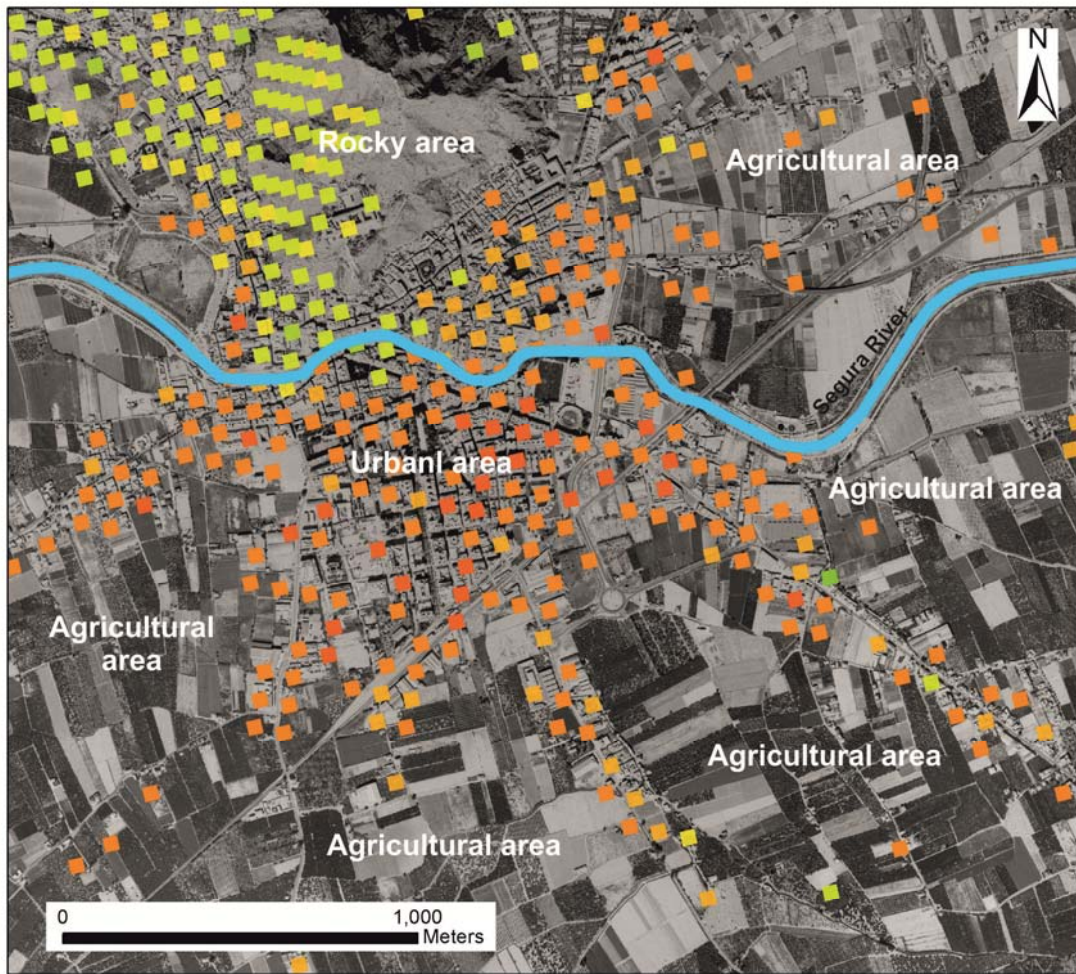 N
Rocky area
Agricultural area
Segura River
Urbanl area
Agricultural area
Agricultural
area
Agricultural area
Agricultural area
0
1,000
Meters